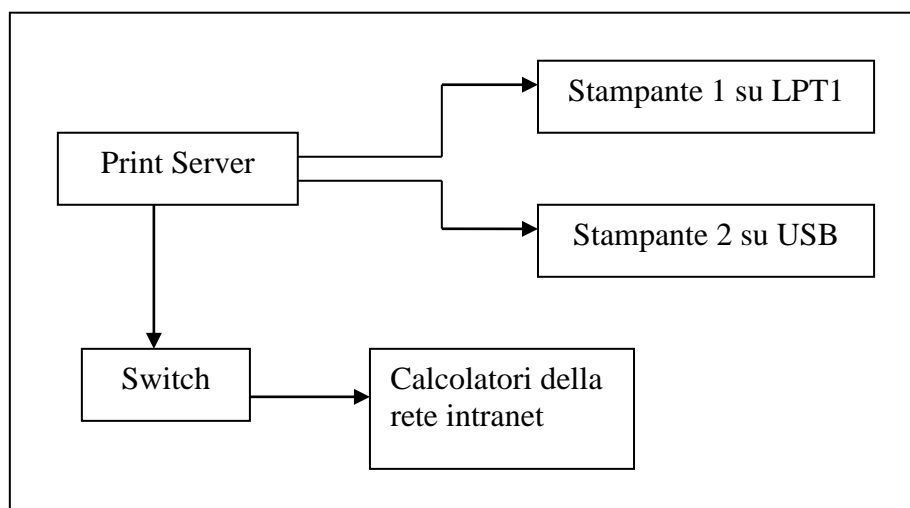 Stampante 1 su LPT1
Print Server
Stampante 2 su USB
Switch
Calcolatori della
rete intranet